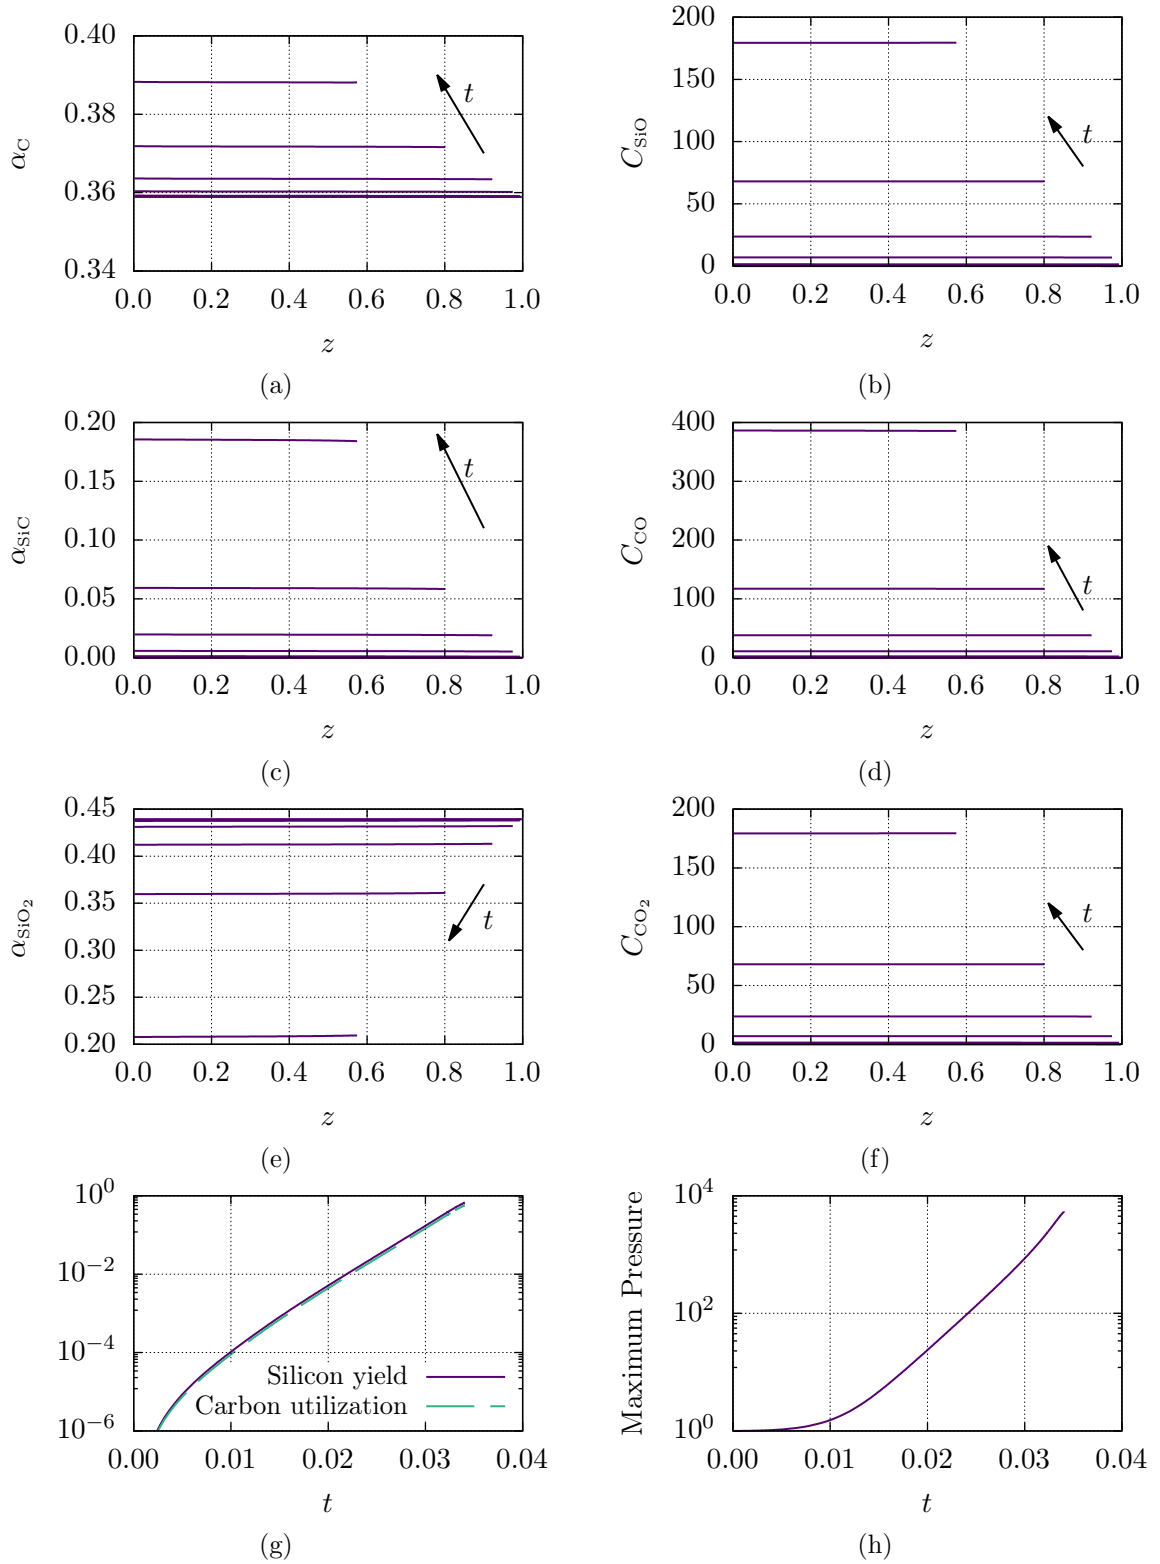 0.40
0.38
0.36
0.34
α_C
t
0.0 0.2 0.4 0.6 0.8 1.0
z
(a)
200
150
100
50
0
C_SiO
t
0.0 0.2 0.4 0.6 0.8 1.0
z
(b)
0.20
0.15
0.10
0.05
0.00
α_SiC
t
0.0 0.2 0.4 0.6 0.8 1.0
z
(c)
400
300
200
100
0
C_CO
t
0.0 0.2 0.4 0.6 0.8 1.0
z
(d)
0.45
0.40
0.35
0.30
0.25
0.20
α_SiO₂
t
0.0 0.2 0.4 0.6 0.8 1.0
z
(e)
200
150
100
50
0
C_CO₂
t
0.0 0.2 0.4 0.6 0.8 1.0
z
(f)
10⁰
10⁻²
10⁻⁴
10⁻⁶
Silicon yield
Carbon utilization
0.00 0.01 0.02 0.03 0.04
t
(g)
10⁴
10²
10⁰
Maximum Pressure
0.00 0.01 0.02 0.03 0.04
t
(h)